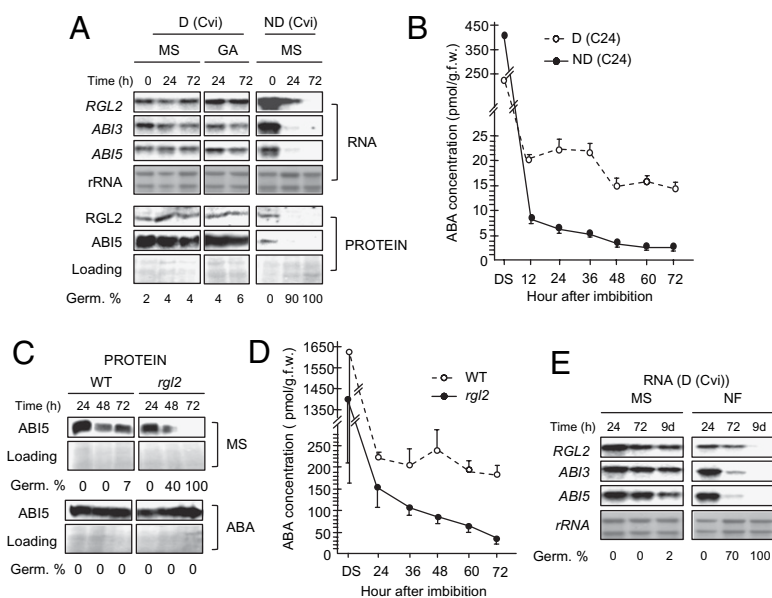 A
D (Cvi) ND (Cvi)
MS GA MS
Time (h) 0 24 72 24 72 0 24 72
RGL2
ABI3
ABI5
rRNA
RNA
RGL2
ABI5
Loading
PROTEIN
Germ. % 2 4 4 4 6 0 90 100
B
D (C24)
ND (C24)
ABA concentration (pmol/g.f.w.)
450
250
25
20
15
10
5
0
DS 12 24 36 48 60 72
Hour after imbibition
C
PROTEIN
WT rgl2
Time (h) 24 48 72 24 48 72
ABI5
Loading
MS
Germ. % 0 0 7 0 40 100
ABI5
Loading
ABA
Germ. % 0 0 0 0 0 0
D
WT
rgl2
ABA concentration ( pmol/g.f.w.)
1650
1550
1450
1350
250
200
150
100
50
0
DS 24 36 48 60 72
Hour after imbibition
E
RNA (D (Cvi))
MS NF
Time (h) 24 72 9d 24 72 9d
RGL2
ABI3
ABI5
rRNA
Germ. % 0 0 2 0 70 100